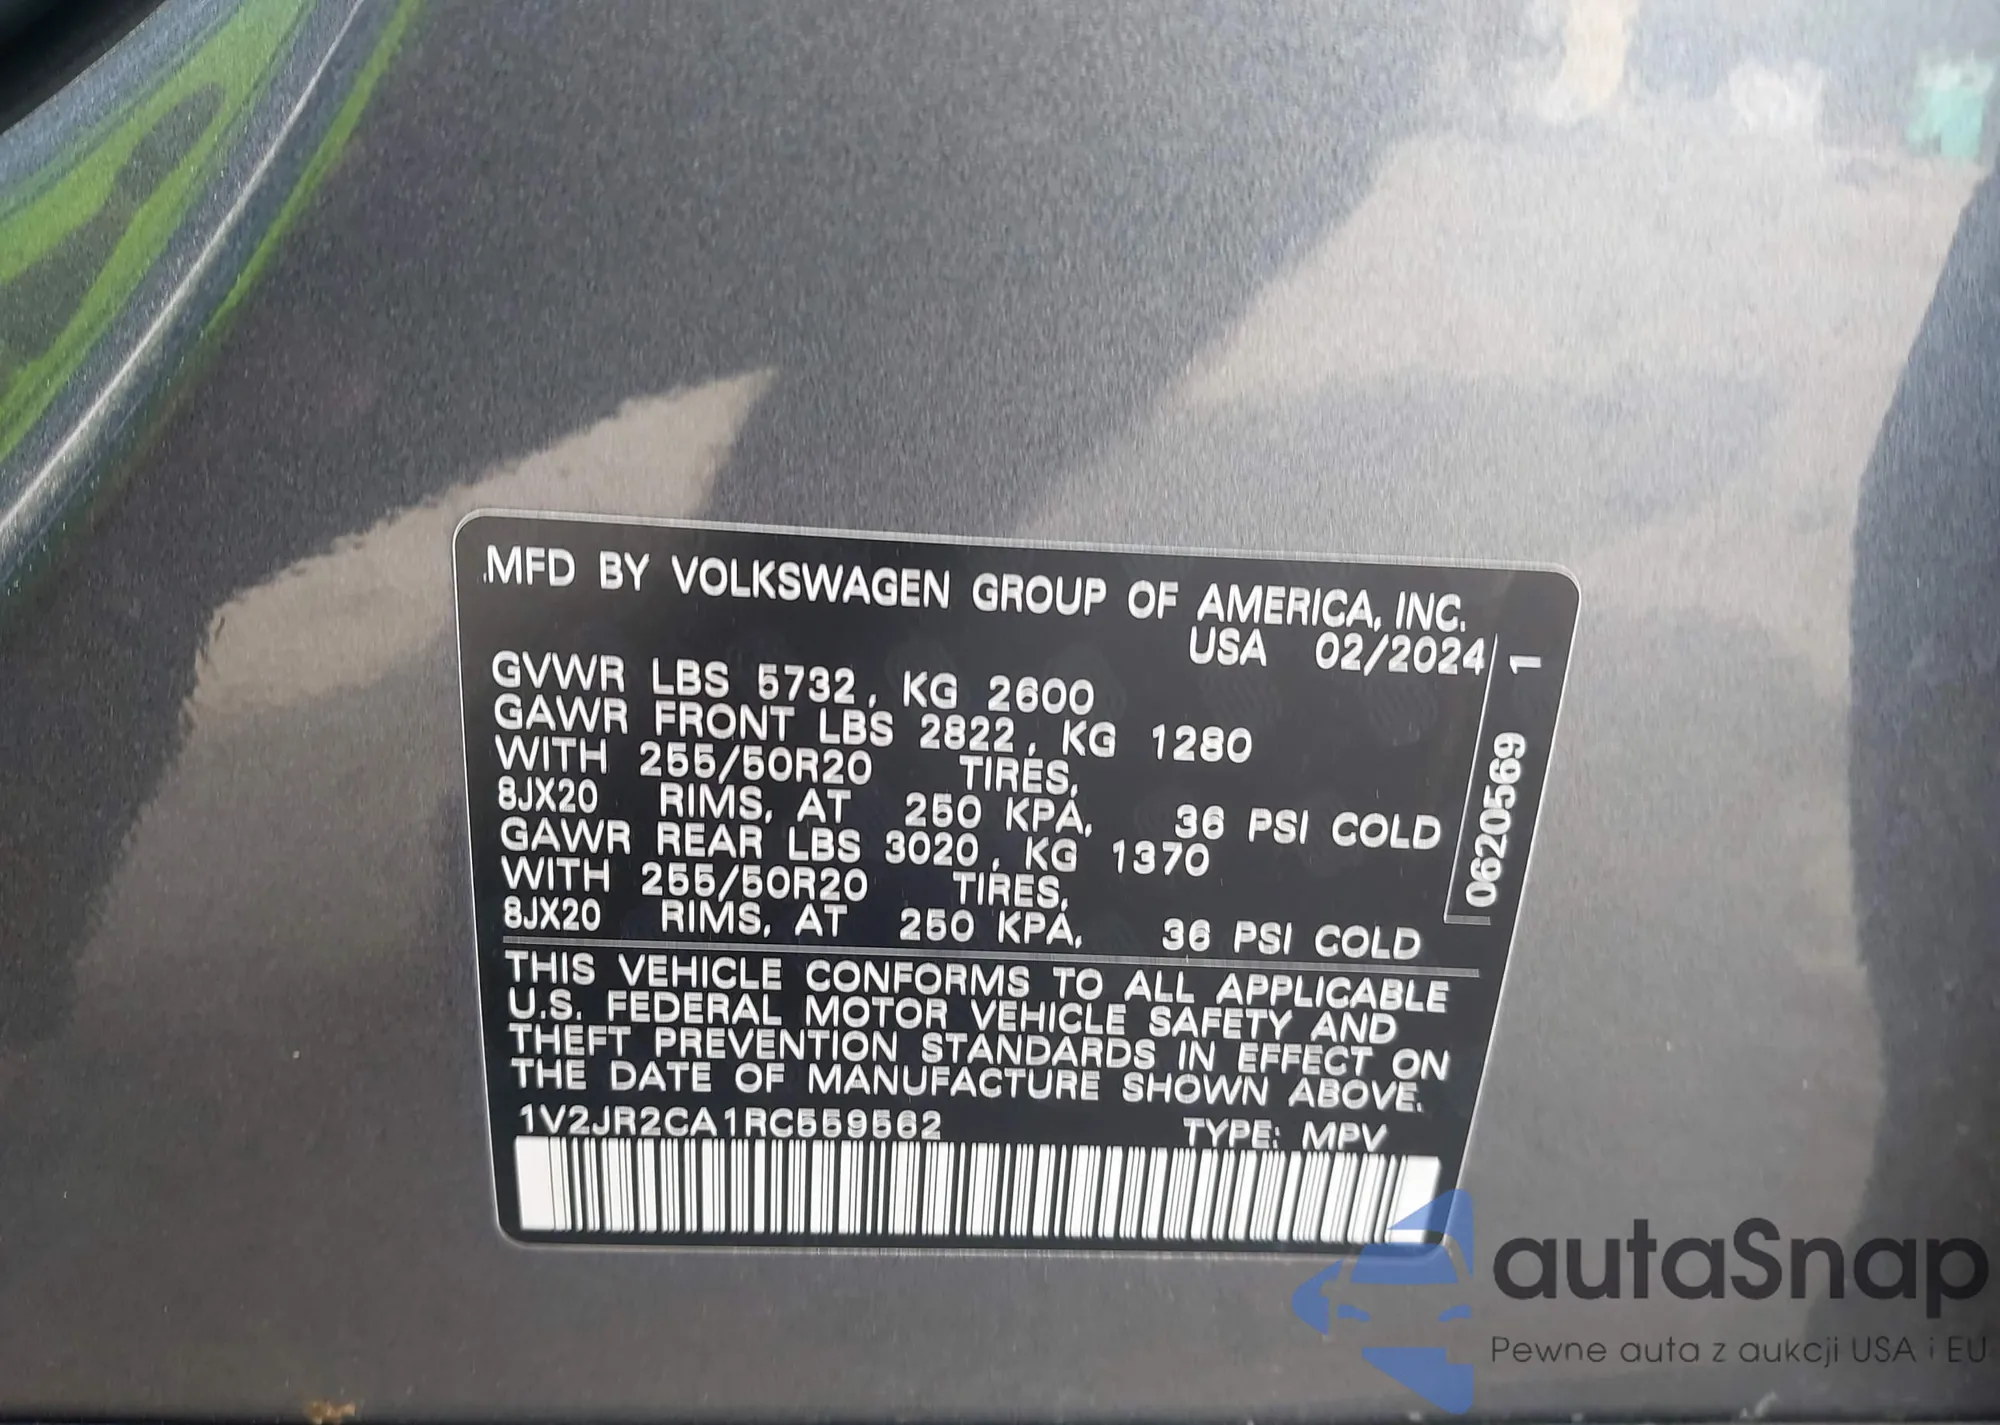 MFD BY VOLKSWAGEN GROUP OF AMERICA, INC.
USA 02/2024
GVWR LBS 5732, KG 2600
GAWR FRONT LBS 2822, KG 1280
WITH 255/50R20 TIRES,
8JX20 RIMS, AT 250 KPA, 36 PSI COLD
GAWR REAR LBS 3020, KG 1370
WITH 255/50R20 TIRES,
8JX20 RIMS, AT 250 KPA, 36 PSI COLD
0620569 1
THIS VEHICLE CONFORMS TO ALL APPLICABLE
U.S. FEDERAL MOTOR VEHICLE SAFETY AND
THEFT PREVENTION STANDARDS IN EFFECT ON
THE DATE OF MANUFACTURE SHOWN ABOVE.
1V2JR2CA1RC559562 TYPE: MPV
autaSnap
Pewne auta z aukcji USA i EU